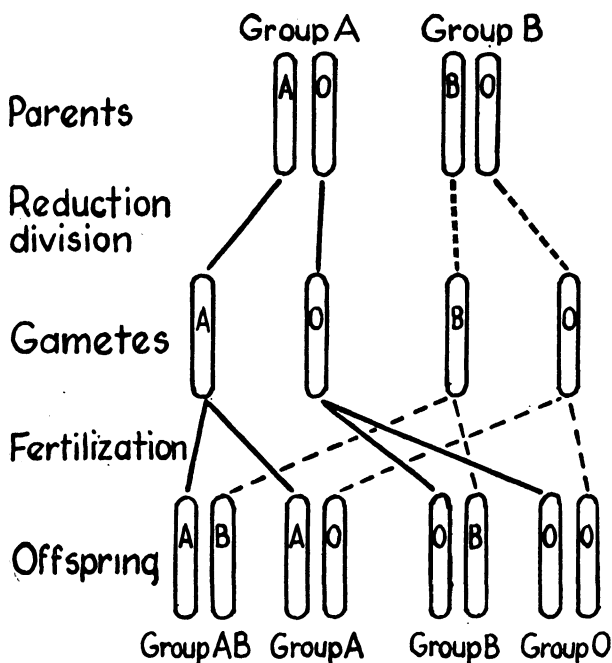 Group A Group B
Parents A O B O
Reduction
division
Gametes A O B O
Fertilization
Offspring A B A O O B O O
Group AB Group A Group B Group O